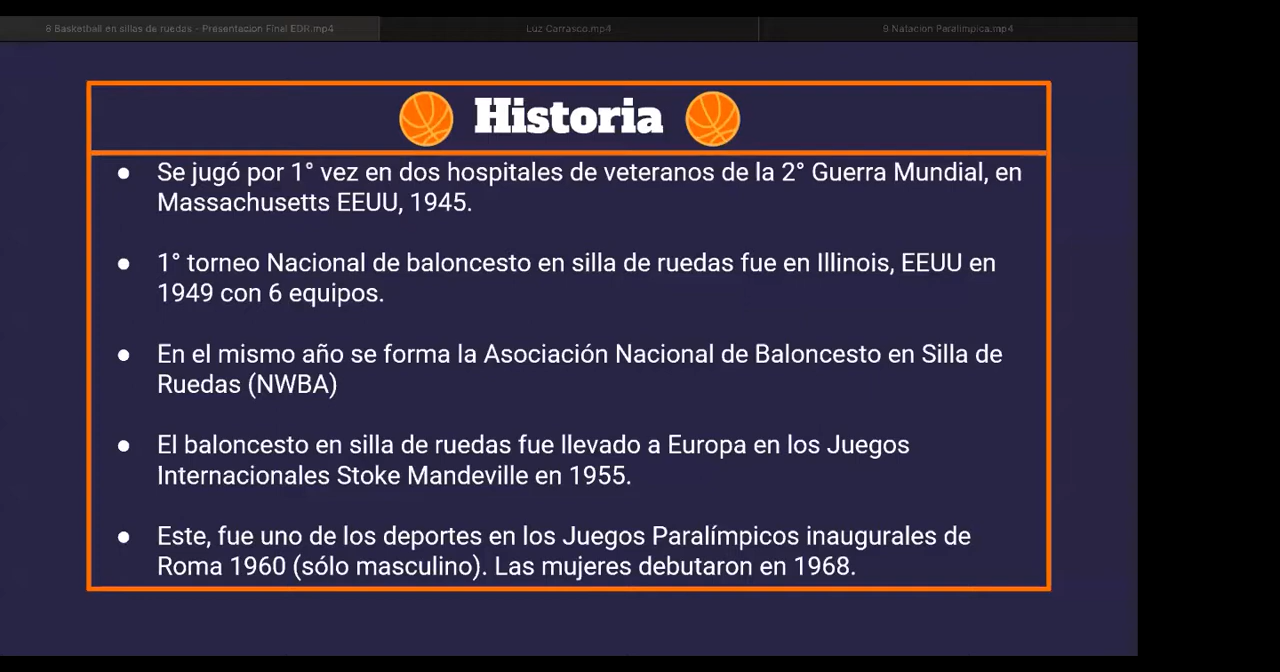 8 Basketball en sillas de ruedas - Presentacion Final EDR.mp4
Luz Carrasco.mp4
9 Natacion Paralimpica.mp4
Historia
● Se jugó por 1° vez en dos hospitales de veteranos de la 2° Guerra Mundial, en
Massachusetts EEUU, 1945.
● 1° torneo Nacional de baloncesto en silla de ruedas fue en Illinois, EEUU en
1949 con 6 equipos.
● En el mismo año se forma la Asociación Nacional de Baloncesto en Silla de
Ruedas (NWBA)
● El baloncesto en silla de ruedas fue llevado a Europa en los Juegos
Internacionales Stoke Mandeville en 1955.
● Este, fue uno de los deportes en los Juegos Paralímpicos inaugurales de
Roma 1960 (sólo masculino). Las mujeres debutaron en 1968.